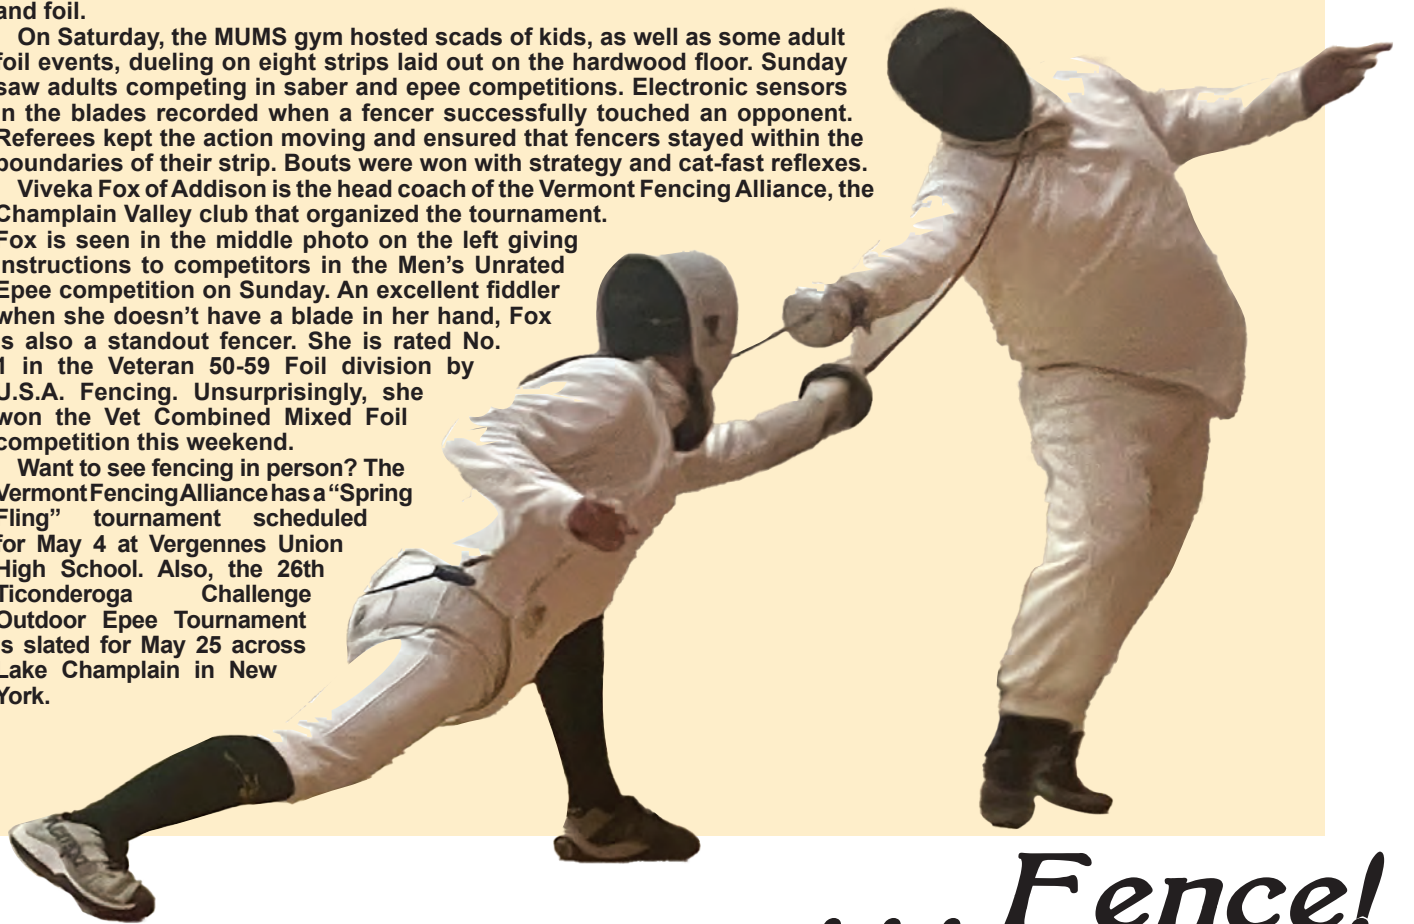 and foil.
On Saturday, the MUMS gym hosted scads of kids, as well as some adult
foil events, dueling on eight strips laid out on the hardwood floor. Sunday
saw adults competing in saber and epee competitions. Electronic sensors
in the blades recorded when a fencer successfully touched an opponent.
Referees kept the action moving and ensured that fencers stayed within the
boundaries of their strip. Bouts were won with strategy and cat-fast reflexes.
Viveka Fox of Addison is the head coach of the Vermont Fencing Alliance, the
Champlain Valley club that organized the tournament.
Fox is seen in the middle photo on the left giving
instructions to competitors in the Men’s Unrated
Epee competition on Sunday. An excellent fiddler
when she doesn’t have a blade in her hand, Fox
is also a standout fencer. She is rated No.
1 in the Veteran 50-59 Foil division by
U.S.A. Fencing. Unsurprisingly, she
won the Vet Combined Mixed Foil
competition this weekend.
Want to see fencing in person? The
Vermont Fencing Alliance has a “Spring
Fling” tournament scheduled
for May 4 at Vergennes Union
High School. Also, the 26th
Ticonderoga Challenge
Outdoor Epee Tournament
is slated for May 25 across
Lake Champlain in New
York.
. . . Fence!